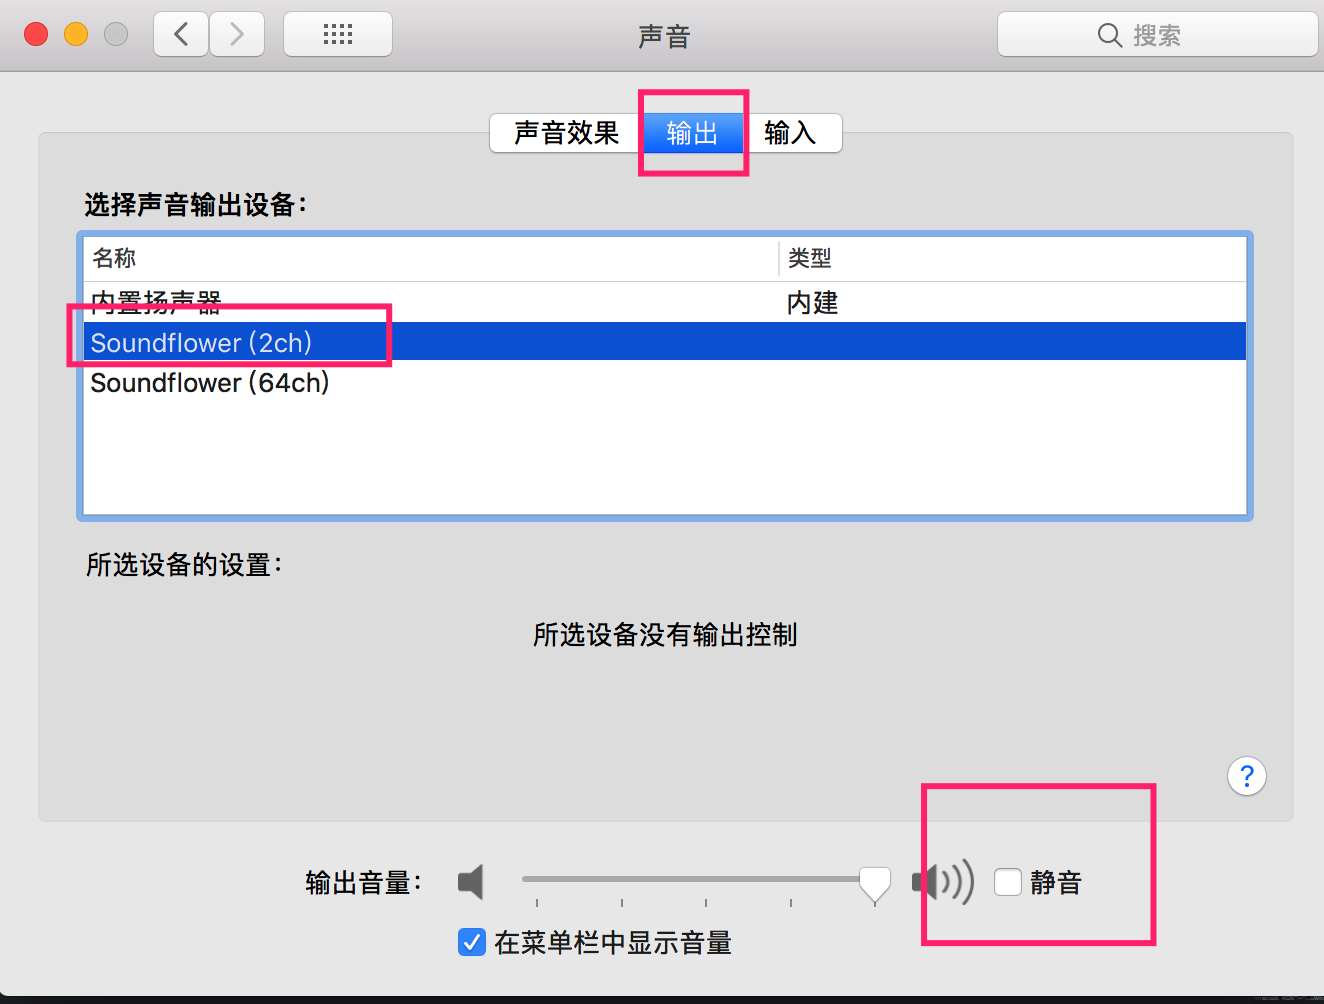 声音
搜索
声音效果 输出 输入
选择声音输出设备：
名称 类型
内置扬声器 内建
Soundflower (2ch)
Soundflower (64ch)
所选设备的设置：
所选设备没有输出控制
?
输出音量： 静音
在菜单栏中显示音量